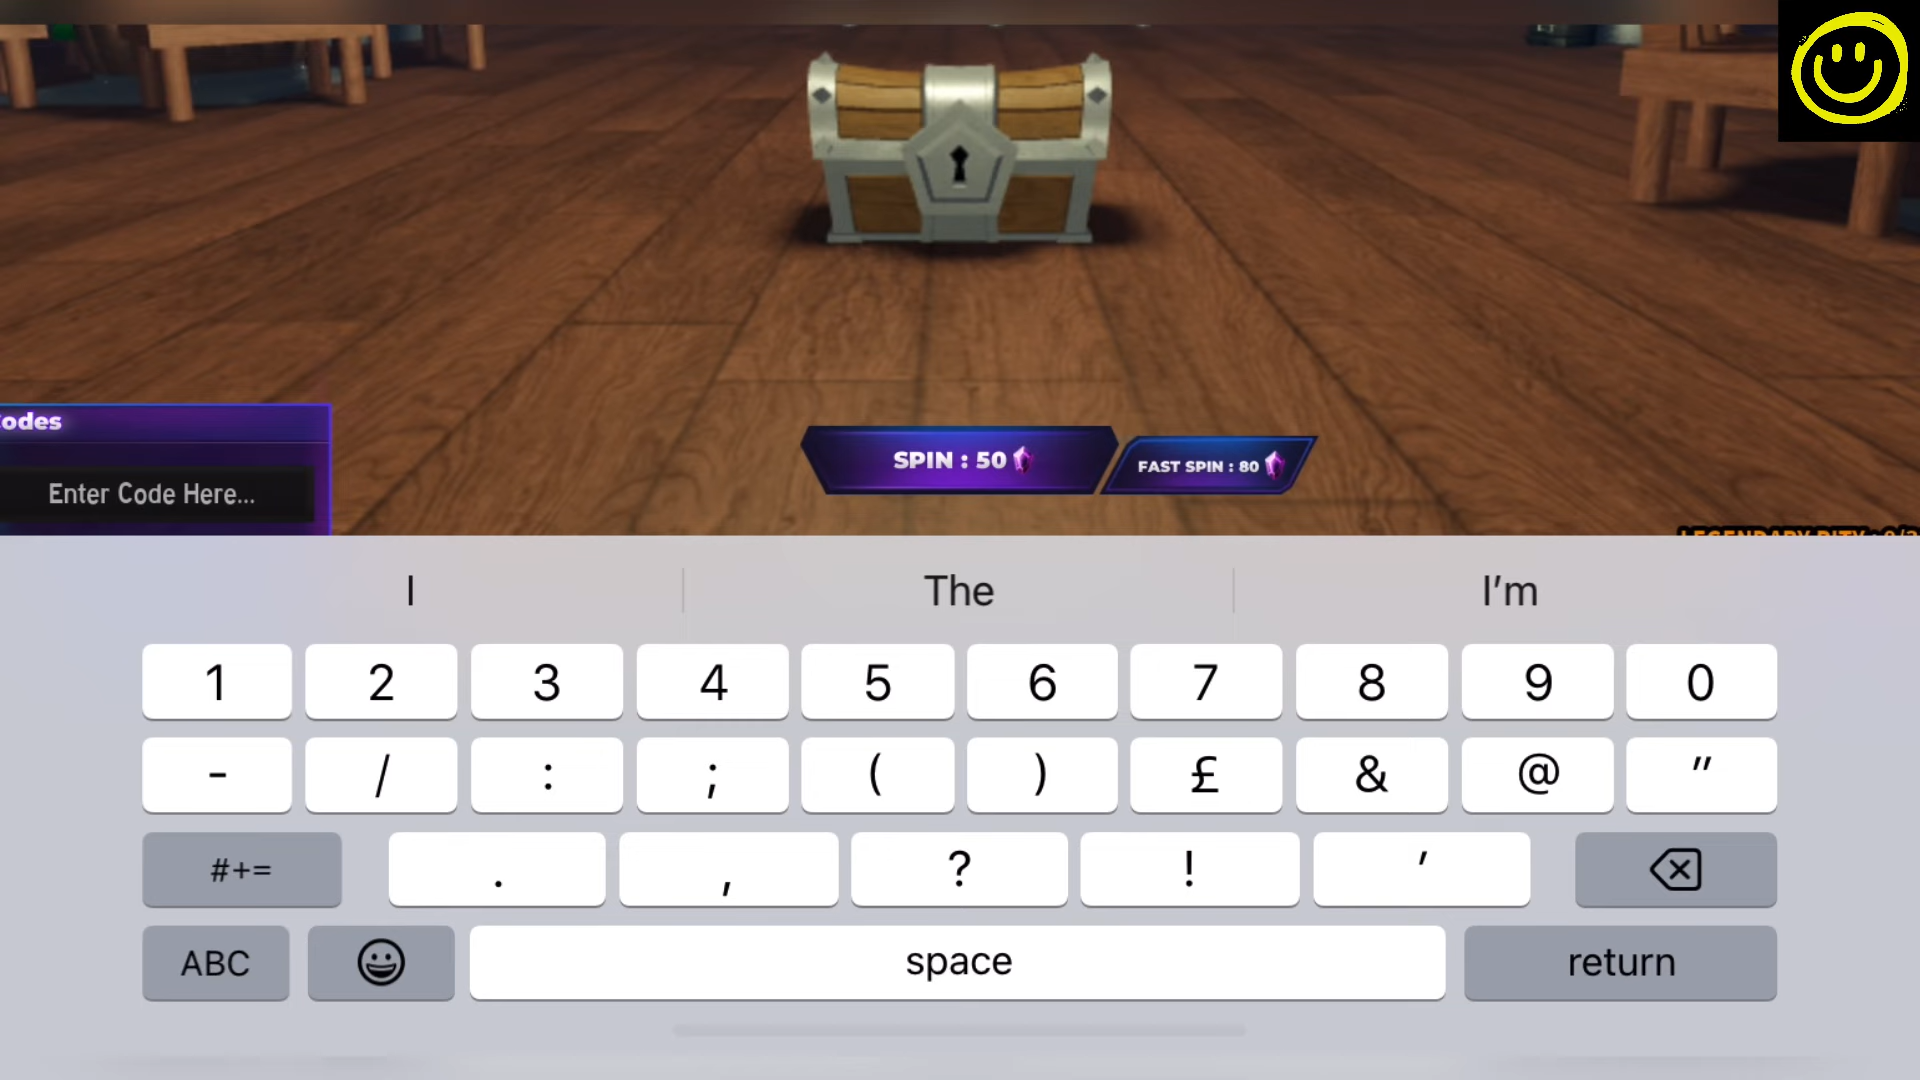 odes
Enter Code Here...
SPIN : 50
FAST SPIN : 80
I The I'm
1 2 3 4 5 6 7 8 9 0
- / : ; ( ) £ & @ "
#+= . , ? ! '
ABC space return